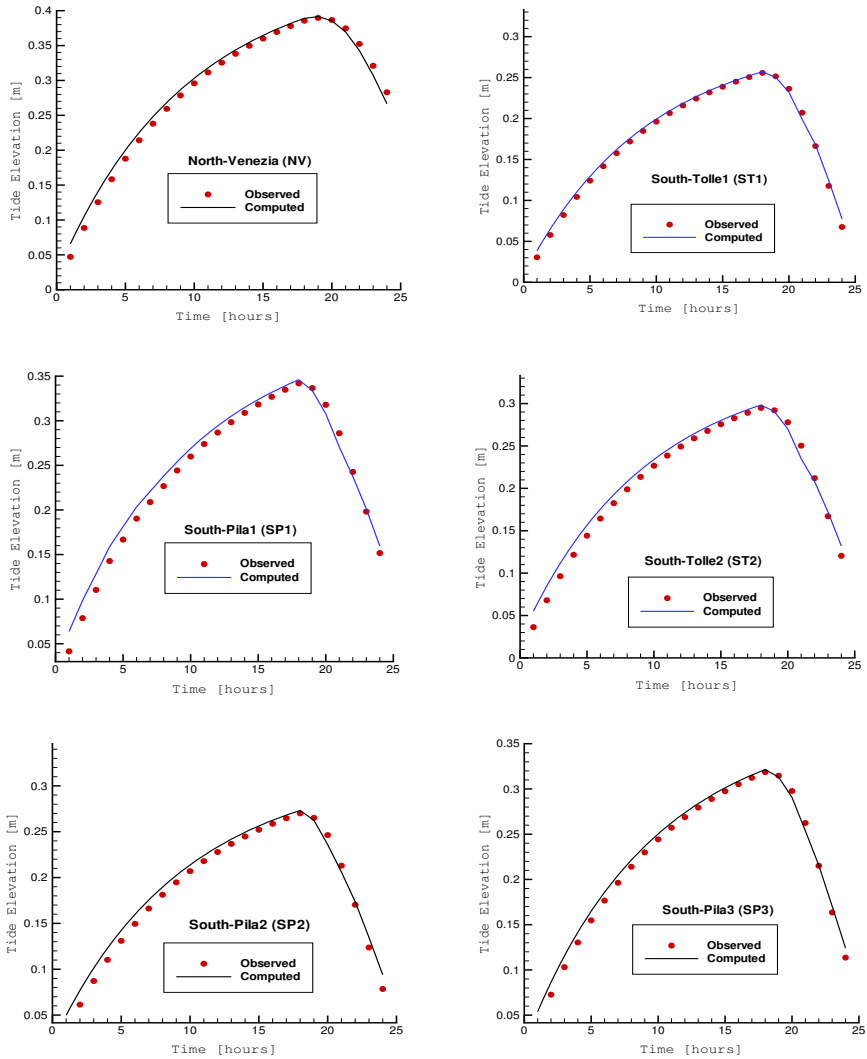 Tide Elevation [m]
0.4
0.35
0.3
0.25
0.2
0.15
0.1
0.05
0
North-Venezia (NV)
Observed
Computed
0 5 10 15 20 25
Time [hours]
Tide Elevation [m]
0.3
0.25
0.2
0.15
0.1
0.05
0
South-Tolle1 (ST1)
Observed
Computed
0 5 10 15 20 25
Time [hours]
Tide Elevation [m]
0.35
0.3
0.25
0.2
0.15
0.1
0.05
South-Pila1 (SP1)
Observed
Computed
0 5 10 15 20 25
Time [hours]
Tide Elevation [m]
0.3
0.25
0.2
0.15
0.1
0.05
0
South-Tolle2 (ST2)
Observed
Computed
0 5 10 15 20 25
Time [hours]
Tide Elevation [m]
0.3
0.25
0.2
0.15
0.1
0.05
South-Pila2 (SP2)
Observed
Computed
0 5 10 15 20 25
Time [hours]
Tide Elevation [m]
0.35
0.3
0.25
0.2
0.15
0.1
0.05
South-Pila3 (SP3)
Observed
Computed
0 5 10 15 20 25
Time [hours]